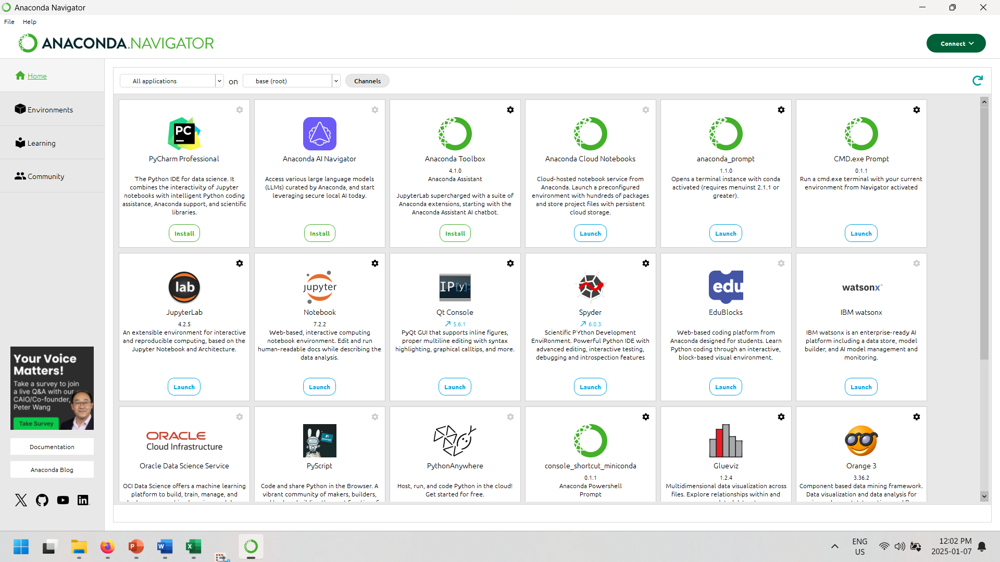 Anaconda Navigator
File Help
ANACONDA.NAVIGATOR
Connect
Home
Environments
Learning
Community
All applications on base (root) Channels
PC
PyCharm Professional
The Python IDE for data science. It
combines the interactivity of Jupyter
notebooks with intelligent Python coding
assistance, Anaconda support, and scientific
libraries.
Install
Anaconda AI Navigator
Access various large language models
(LLMs) curated by Anaconda, and start
leveraging secure local AI today.
Install
Anaconda Toolbox
4.1.0
Anaconda Assistant
JupyterLab supercharged with a suite of
Anaconda extensions, starting with the
Anaconda Assistant AI chatbot.
Install
Anaconda Cloud Notebooks
Cloud-hosted notebook service from
Anaconda. Launch a preconfigured
environment with hundreds of packages
and store project files with persistent
cloud storage.
Launch
anaconda_prompt
1.1.0
Opens a terminal instance with conda
activated (requires menuinst 2.1.1 or
greater).
Launch
CMD.exe Prompt
0.1.1
Run a cmd.exe terminal with your current
environment from Navigator activated
Launch
lab
JupyterLab
4.2.5
An extensible environment for interactive
and reproducible computing, based on the
Jupyter Notebook and Architecture.
Launch
jupyter
Notebook
7.2.2
Web-based, interactive computing
notebook environment. Edit and run
human-readable docs while describing the
data analysis.
Launch
IP[y]:
Qt Console
5.6.1
PyQt GUI that supports inline figures,
proper multiline editing with syntax
highlighting, graphical calltips, and more.
Launch
Spyder
6.0.3
Scientific PYthon Development
EnviRonment. Powerful Python IDE with
advanced editing, interactive testing,
debugging and introspection features
Launch
edu
EduBlocks
Web-based coding platform from
Anaconda designed for students. Learn
Python coding through an interactive,
block-based visual environment.
Launch
watsonx
IBM watsonx
IBM watsonx is an enterprise-ready AI
platform including a data store, model
builder, and AI model management and
monitoring.
Launch
ORACLE
Cloud Infrastructure
Oracle Data Science Service
OCI Data Science offers a machine learning
platform to build, train, manage, and
PyScript
Code and share Python in the Browser. A
vibrant community of makers, builders,
PythonAnywhere
Host, run, and code Python in the cloud!
Get started for free.
console_shortcut_miniconda
0.1.1
Anaconda Powershell
Prompt
Glueviz
1.2.4
Multidimensional data visualization across
files. Explore relationships within and
Orange 3
3.36.2
Component based data mining framework.
Data visualization and data analysis for
Your Voice
Matters!
Take a survey to join
a live Q&A with our
CAIO/Co-founder,
Peter Wang
Take Survey
Documentation
Anaconda Blog
ENG
US
12:02 PM
2025-01-07